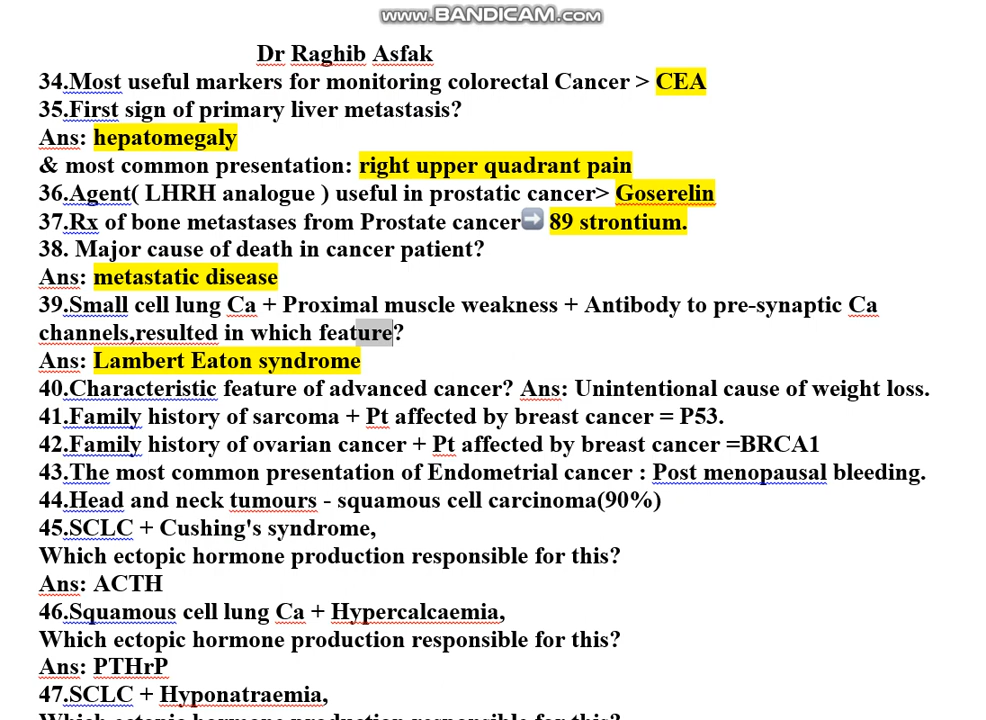 www.BANDICAM.com
Dr Raghib Asfak
34.Most useful markers for monitoring colorectal Cancer > CEA
35.First sign of primary liver metastasis?
Ans: hepatomegaly
& most common presentation: right upper quadrant pain
36.Agent( LHRH analogue ) useful in prostatic cancer> Goserelin
37.Rx of bone metastases from Prostate cancer➡ 89 strontium.
38. Major cause of death in cancer patient?
Ans: metastatic disease
39.Small cell lung Ca + Proximal muscle weakness + Antibody to pre-synaptic Ca
channels,resulted in which feature?
Ans: Lambert Eaton syndrome
40.Characteristic feature of advanced cancer? Ans: Unintentional cause of weight loss.
41.Family history of sarcoma + Pt affected by breast cancer = P53.
42.Family history of ovarian cancer + Pt affected by breast cancer =BRCA1
43.The most common presentation of Endometrial cancer : Post menopausal bleeding.
44.Head and neck tumours - squamous cell carcinoma(90%)
45.SCLC + Cushing's syndrome,
Which ectopic hormone production responsible for this?
Ans: ACTH
46.Squamous cell lung Ca + Hypercalcaemia,
Which ectopic hormone production responsible for this?
Ans: PTHrP
47.SCLC + Hyponatraemia,
Which ectopic hormone production responsible for this?